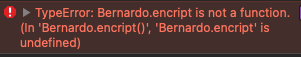 TypeError: Bernardo.encript is not a function.
(In 'Bernardo.encript()', 'Bernardo.encript' is
undefined)